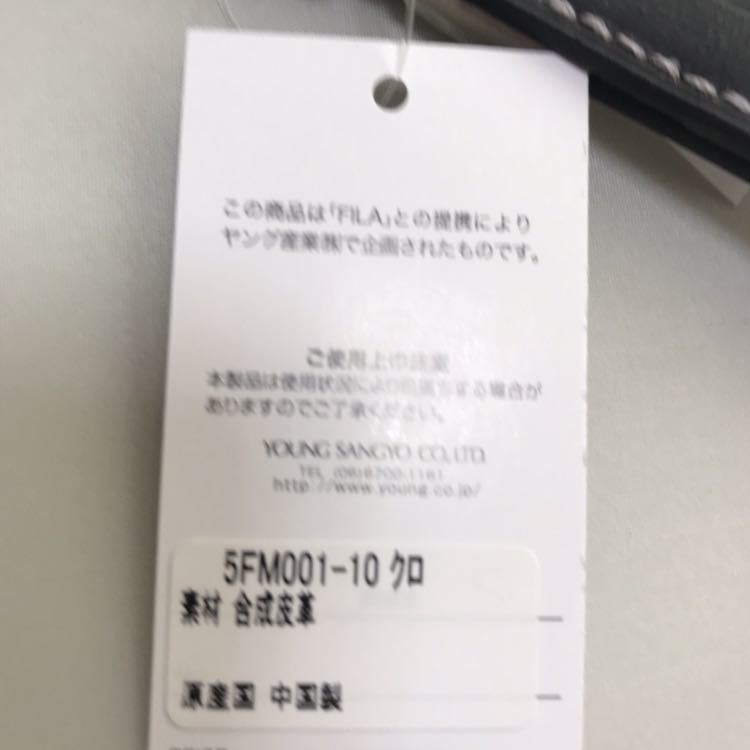 この商品は「FILA」との提携により
ヤング産業㈱で企画されたものです。
ご使用上の注意
本製品は使用状況により色落ちする場合が
ありますのでご了承ください。
YOUNG SANGYO CO., LTD.
TEL (06)6700-1161
http://www.young.co.jp/
5FM001-10 クロ
素材 合成皮革
原産国 中国製